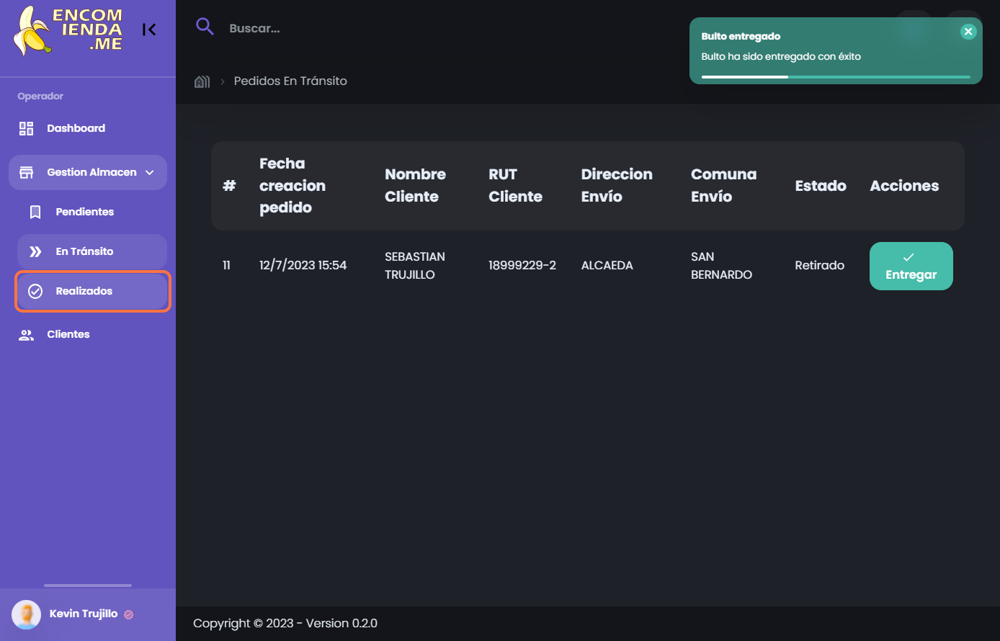 ENCOM
IENDA
.ME
Operador
Dashboard
Gestion Almacen
Pendientes
En Tránsito
Realizados
Clientes
Kevin Trujillo
Buscar...
Pedidos En Tránsito
Bulto entregado
Bulto ha sido entregado con éxito
# Fecha creacion pedido Nombre Cliente RUT Cliente Direccion Envío Comuna Envío Estado Acciones
11 12/7/2023 15:54 SEBASTIAN TRUJILLO 18999229-2 ALCAEDA SAN BERNARDO Retirado Entregar
Copyright © 2023 - Version 0.2.0